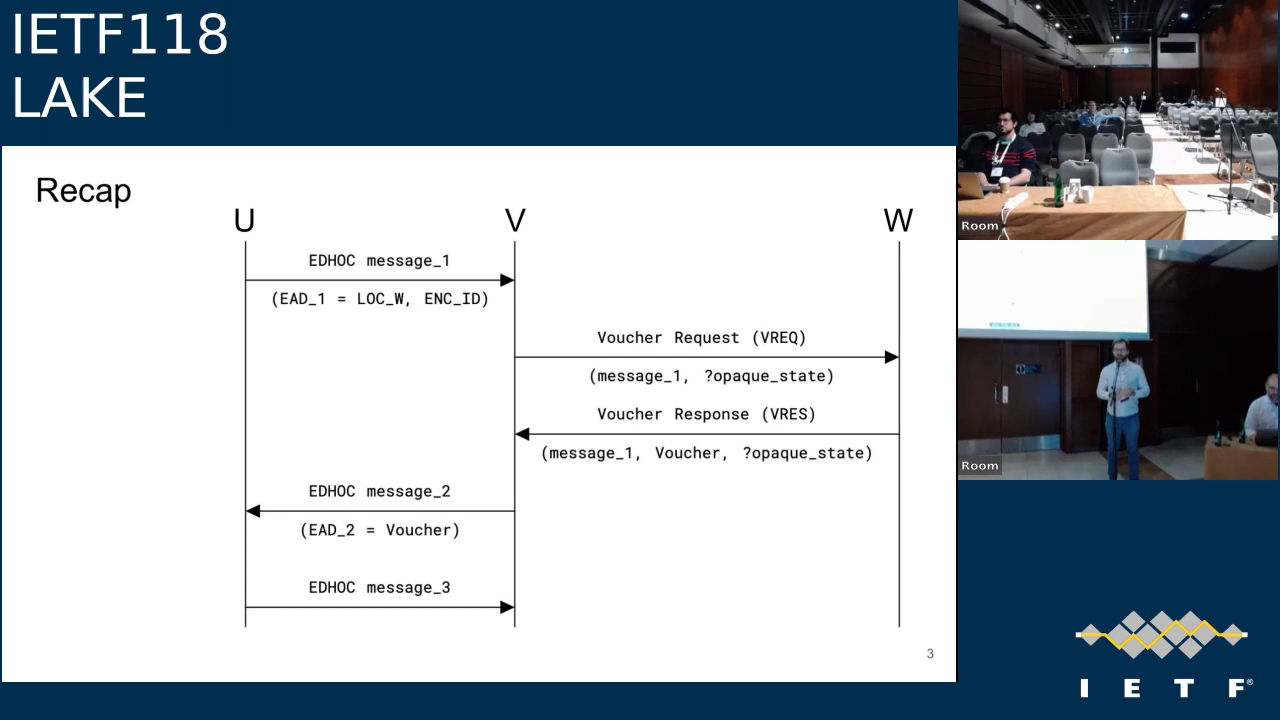 IETF118
LAKE
Recap
U V W
EDHOC message_1
(EAD_1 = LOC_W, ENC_ID)
Voucher Request (VREQ)
(message_1, ?opaque_state)
Voucher Response (VRES)
(message_1, Voucher, ?opaque_state)
EDHOC message_2
(EAD_2 = Voucher)
EDHOC message_3
3
Room
Room
I E T F®